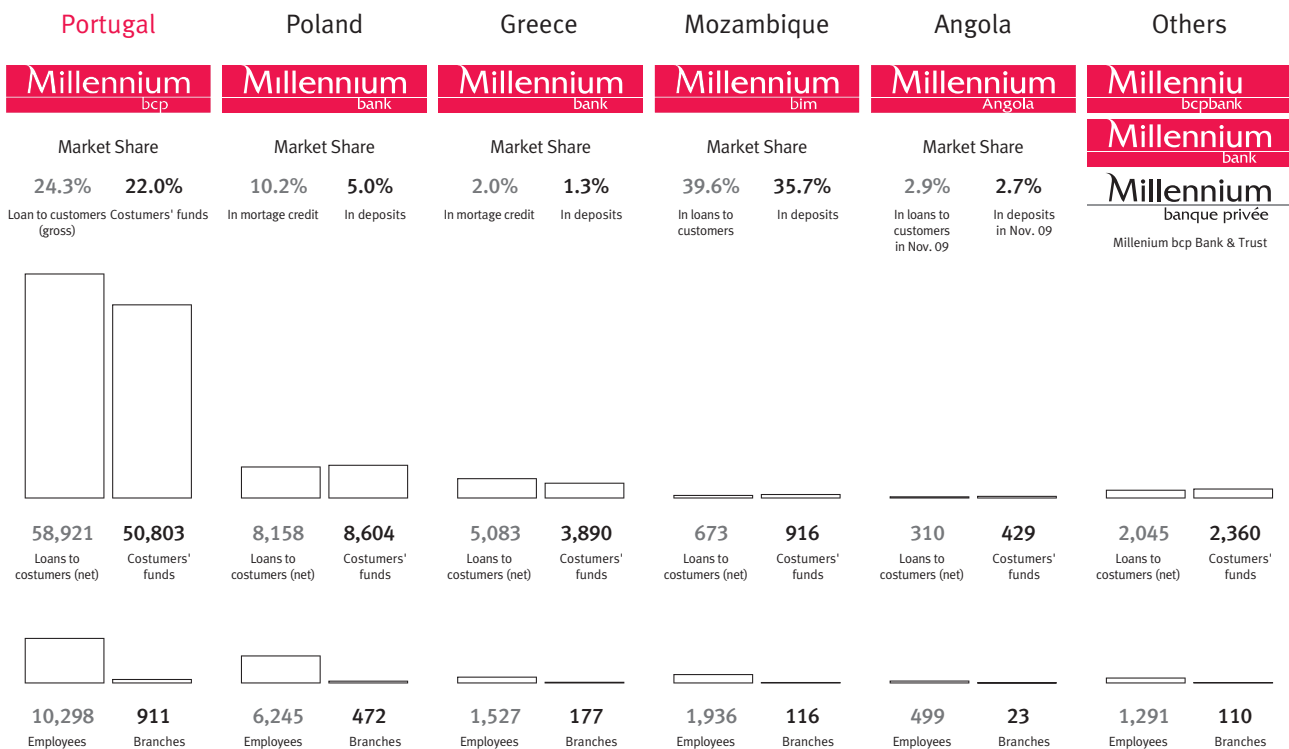 Portugal
Poland
Greece
Mozambique
Angola
Others
Millennium
bcp
Millennium
bank
Millennium
bank
Millennium
bim
Millennium
Angola
Millenniu
bcpbank
Millennium
bank
Millennium
banque privée
Millenium bcp Bank & Trust
Market Share
Market Share
Market Share
Market Share
Market Share
24.3% 22.0%
10.2% 5.0%
2.0% 1.3%
39.6% 35.7%
2.9% 2.7%
Loan to customers Costumers' funds
(gross)
In mortage credit In deposits
In mortage credit In deposits
In loans to In deposits
customers
In loans to In deposits
customers in Nov. 09
in Nov. 09
58,921 50,803
8,158 8,604
5,083 3,890
673 916
310 429
2,045 2,360
Loans to Costumers'
costumers (net) funds
Loans to Costumers'
costumers (net) funds
Loans to Costumers'
costumers (net) funds
Loans to Costumers'
costumers (net) funds
Loans to Costumers'
costumers (net) funds
Loans to Costumers'
costumers (net) funds
10,298 911
6,245 472
1,527 177
1,936 116
499 23
1,291 110
Employees Branches
Employees Branches
Employees Branches
Employees Branches
Employees Branches
Employees Branches